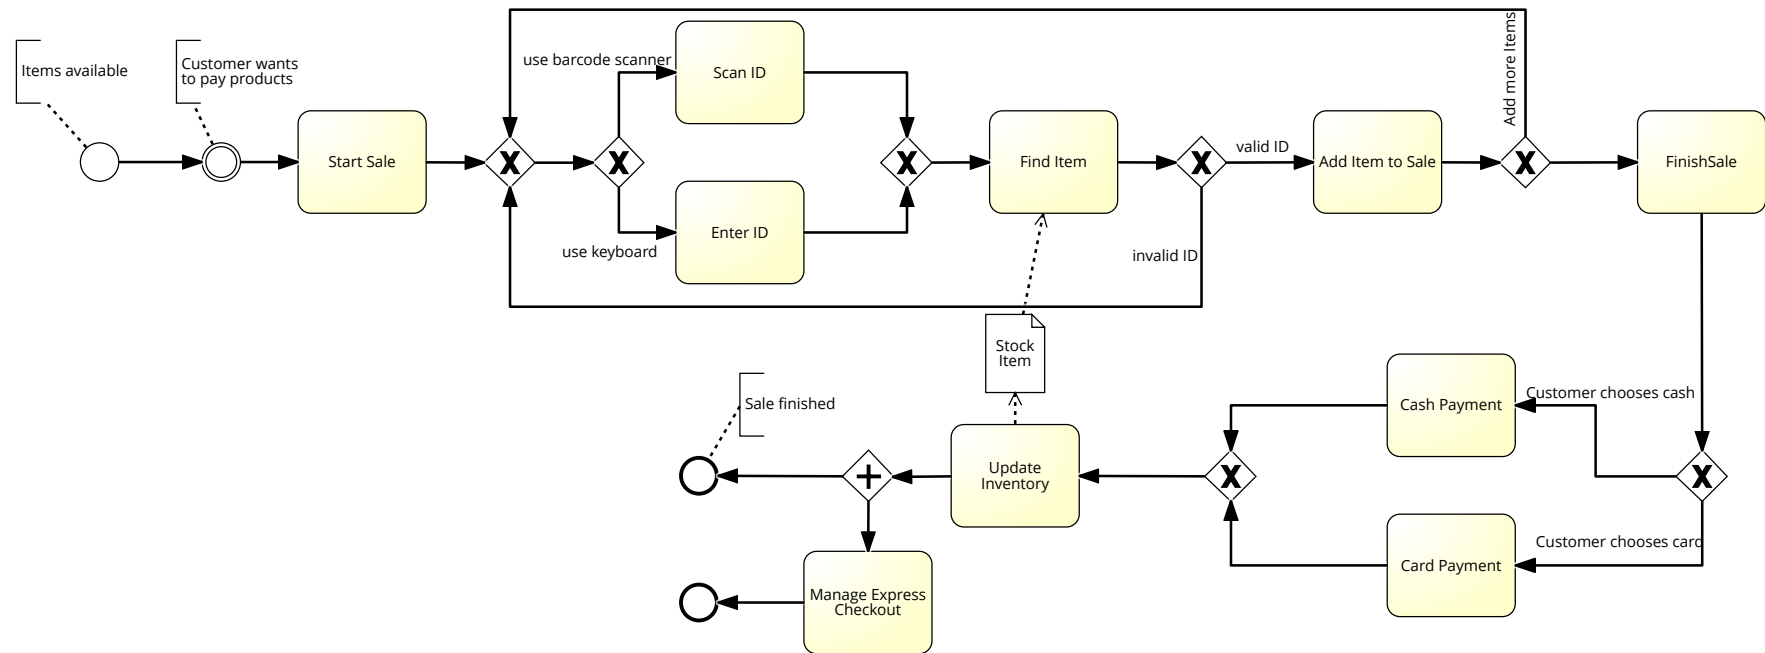 Items available
Customer wants
to pay products
Start Sale
use barcode scanner
Scan ID
use keyboard
Enter ID
Find Item
valid ID
invalid ID
Add Item to Sale
Add more Items
FinishSale
Stock
Item
Customer chooses cash
Cash Payment
Customer chooses card
Card Payment
Update
Inventory
Sale finished
Manage Express
Checkout